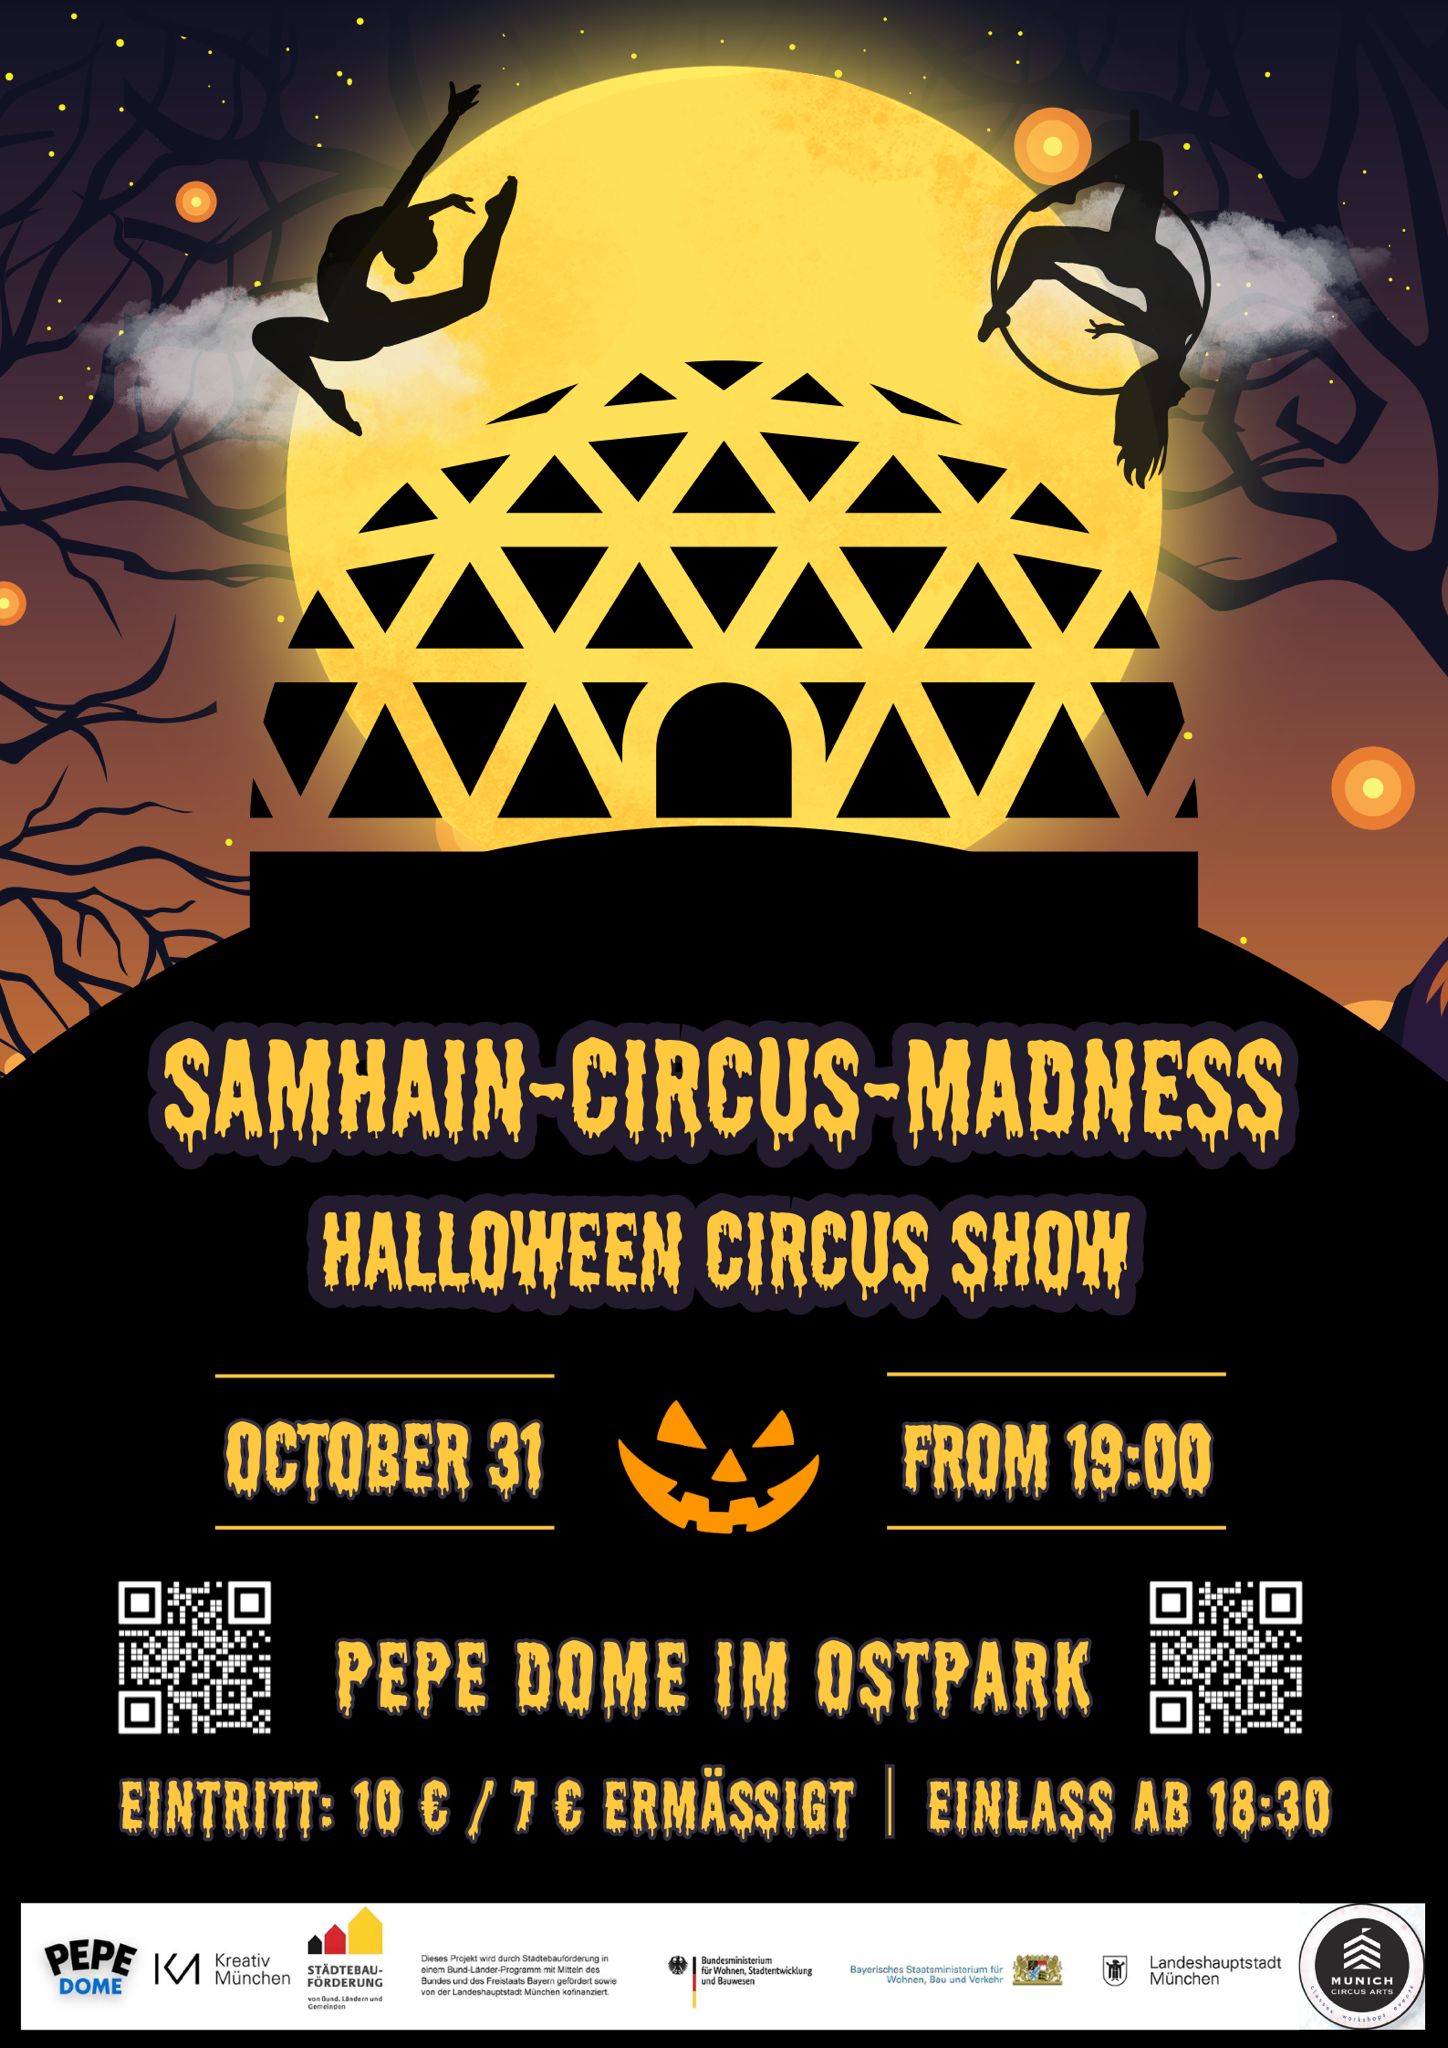 SAMHAIN-CIRCUS-MADNESS
HALLOWEEN CIRCUS SHOW
OCTOBER 31
FROM 19:00
PEPE DOME IM OSTPARK
EINTRITT: 10 € / 7 € ERMÄSSIGT | EINLASS AB 18:30
PEPE
DOME
Kreativ
München
STÄDTEBAU-
FÖRDERUNG
von Bund, Ländern und
Gemeinden
Dieses Projekt wird durch Städtebauförderung in
einem Bund-Länder-Programm mit Mitteln des
Bundes und des Freistaats Bayern gefördert sowie
von der Landeshauptstadt München kofinanziert.
Bundesministerium
für Wohnen, Stadtentwicklung
und Bauwesen
Bayerisches Staatsministerium für
Wohnen, Bau und Verkehr
Landeshauptstadt
München
MUNICH
CIRCUS ARTS
classes workshops events